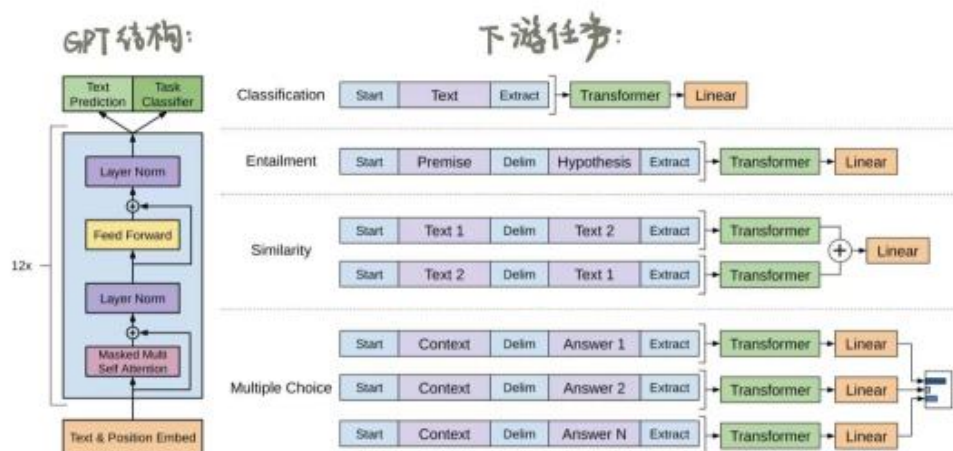 GPT结构:
下游任务:
Text Prediction
Task Classifier
Layer Norm
Feed Forward
12x
Layer Norm
Masked Multi Self Attention
Text & Position Embed
Classification Start Text Extract Transformer Linear
Entailment Start Premise Delim Hypothesis Extract Transformer Linear
Similarity
Start Text 1 Delim Text 2 Extract Transformer
Linear
Start Text 2 Delim Text 1 Extract Transformer
Multiple Choice
Start Context Delim Answer 1 Extract Transformer Linear
Start Context Delim Answer 2 Extract Transformer Linear
Start Context Delim Answer N Extract Transformer Linear